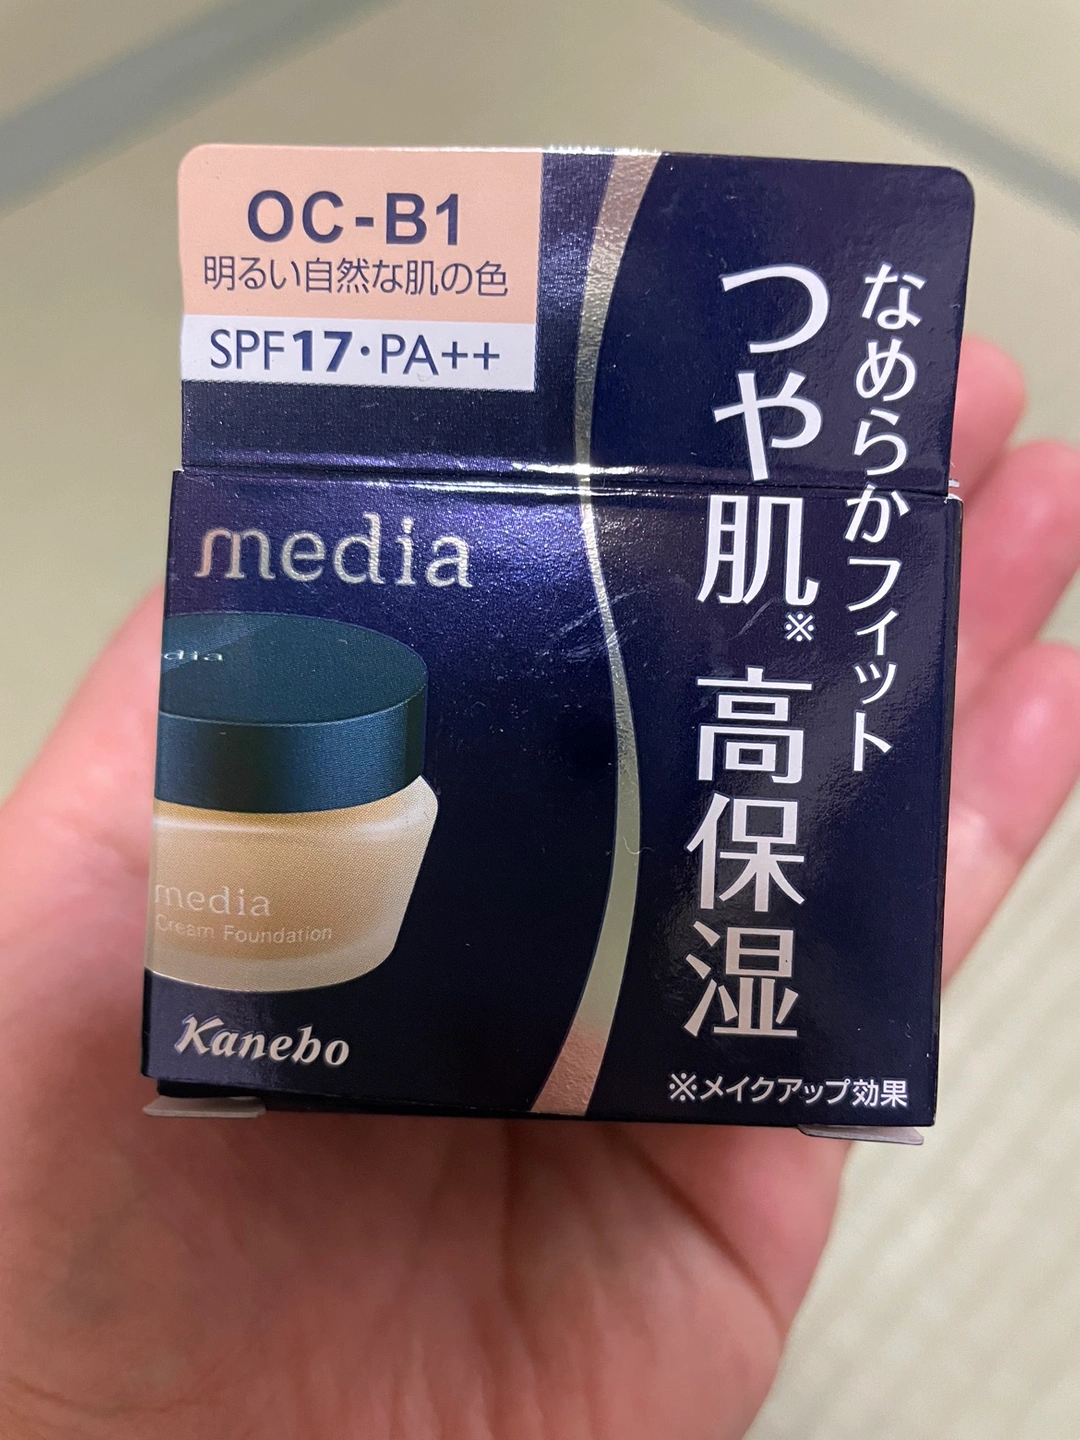 OC-B1
明るい自然な肌の色
SPF17・PA++
なめらかフィット
つや肌※ 高保湿
media
media
Cream Foundation
Kanebo
※メイクアップ効果